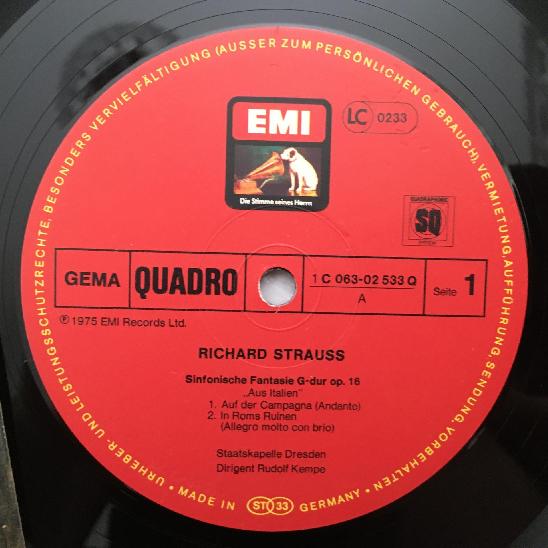 URHEBER- UND LEISTUNGSSCHUTZRECHTE, BESONDERS VERVIELFÄLTIGUNG (AUSSER ZUM PERSÖNLICHEN GEBRAUCH), VERMIETUNG, AUFFÜHRUNG, SENDUNG, VORBEHALTEN • MADE IN ST 33 GERMANY •
EMI
Die Stimme seines Herrn
LC 0233
QUADRAPHONIC
SQ
SYSTEM
GEMA QUADRO 1 C 063-02 533 Q
A
Seite 1
℗ 1975 EMI Records Ltd.
RICHARD STRAUSS
Sinfonische Fantasie G-dur op. 16
„Aus Italien"
1. Auf der Campagna (Andante)
2. In Roms Ruinen
(Allegro molto con brio)
Staatskapelle Dresden
Dirigent Rudolf Kempe